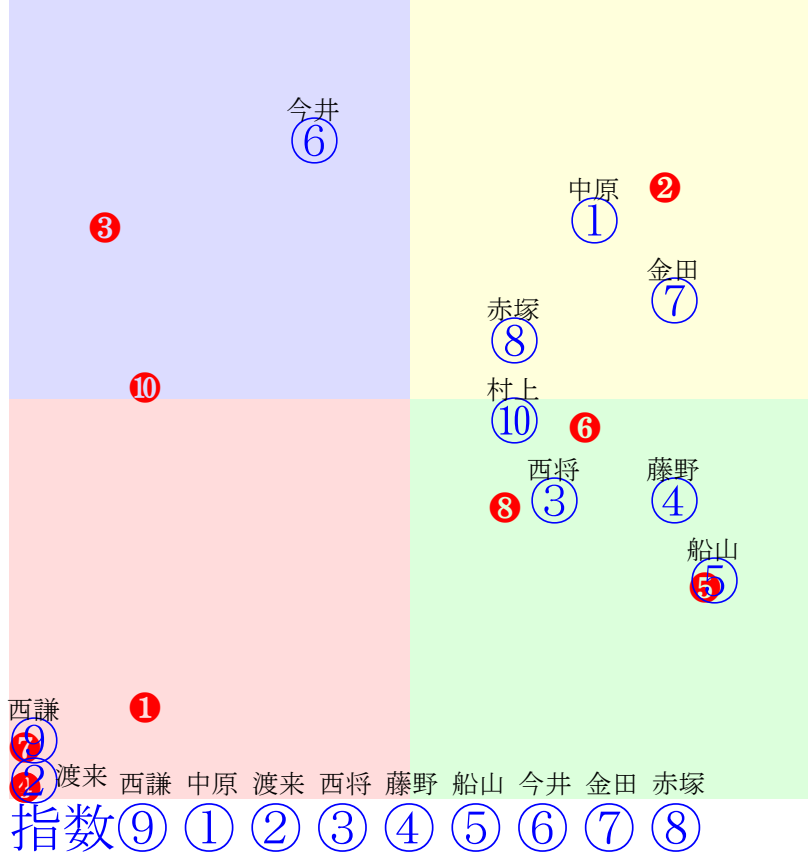 今井
⑥
中原 ❷
①
❸
金田
⑦
赤塚
⑧
❿
村上
⑩ ❻
西将 藤野
③ ④
❽
船山
⑤
❺
❶
西謙
⑨
❼
② 渡来
西謙 中原 渡来 西将 藤野 船山 今井 金田 赤塚
指数⑨①②③④⑤⑥⑦⑧